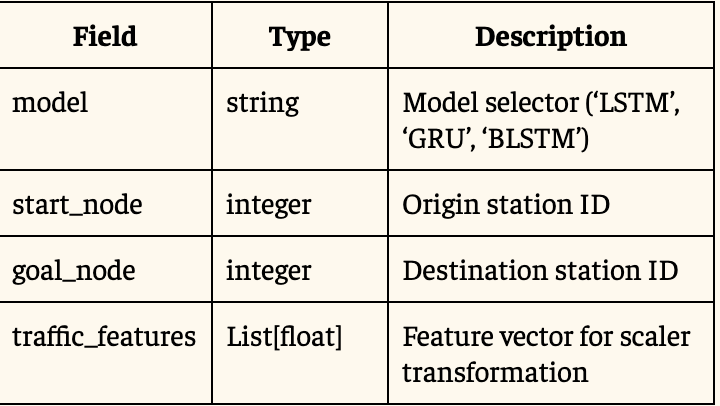 Field Type Description
model string Model selector (‘LSTM’,
‘GRU’, ‘BLSTM’)
start_node integer Origin station ID
goal_node integer Destination station ID
traffic_features List[float] Feature vector for scaler
transformation